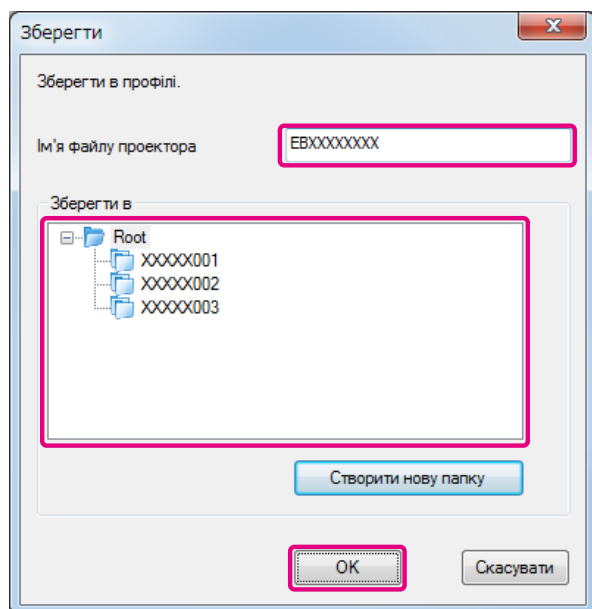 Зберегти
Зберегти в профілі.
Ім'я файлу проектора
EBXXXXXXXX
Зберегти в
Root
XXXXX001
XXXXX002
XXXXX003
Створити нову папку
OK
Скасувати